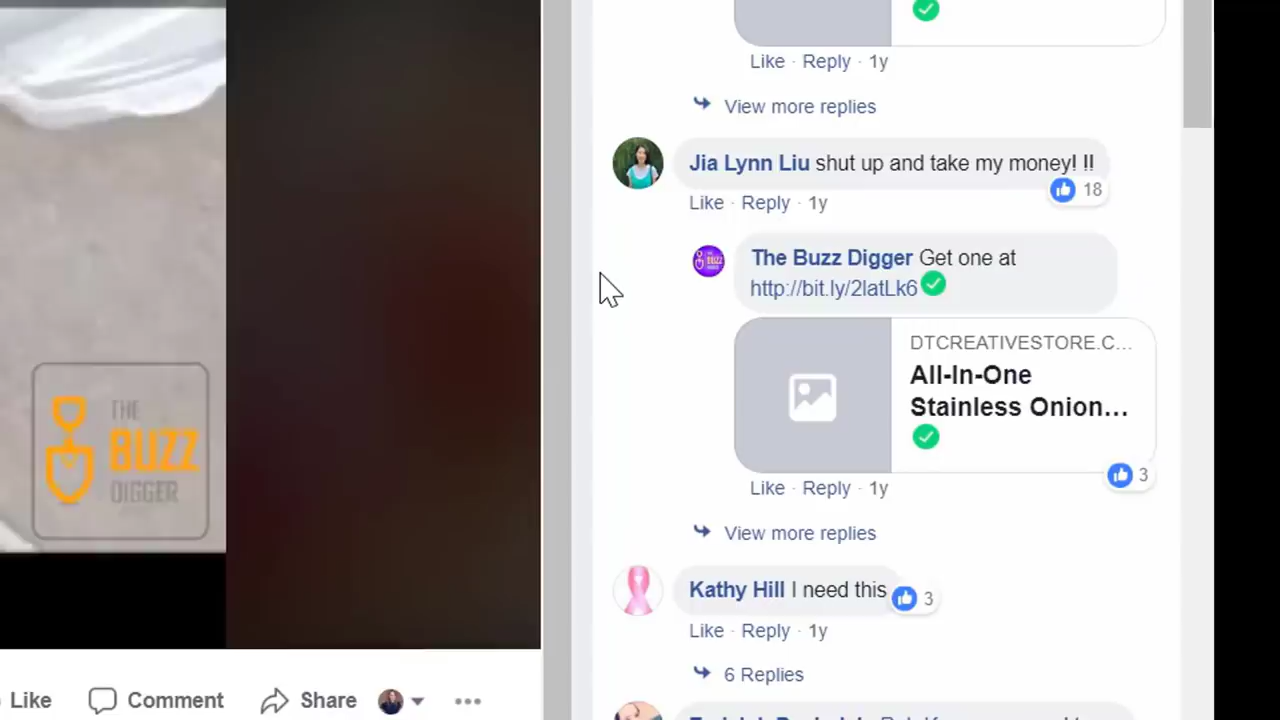 Like · Reply · 1y
View more replies
Jia Lynn Liu shut up and take my money! !!
18
Like · Reply · 1y
The Buzz Digger Get one at
http://bit.ly/2latLk6
DTCREATIVESTORE.C...
All-In-One
Stainless Onion...
3
Like · Reply · 1y
View more replies
Kathy Hill I need this
3
Like · Reply · 1y
6 Replies
THE
BUZZ
DIGGER
Like
Comment
Share